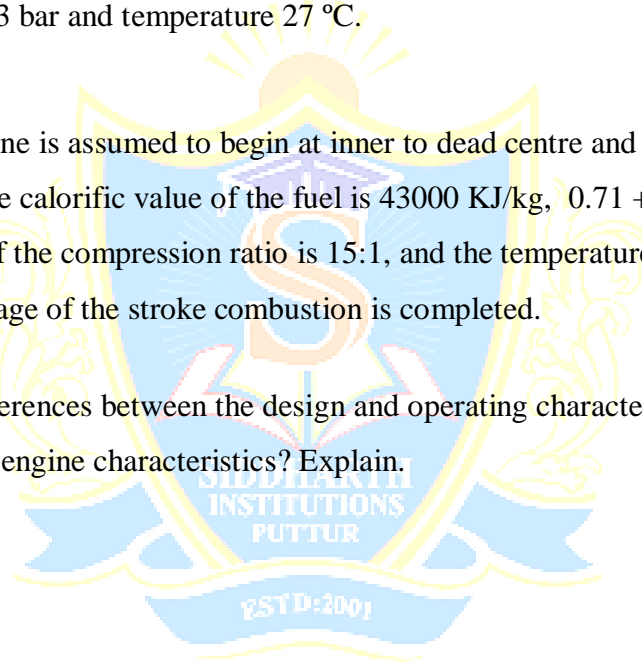 3 bar and temperature 27 ºC.
ne is assumed to begin at inner to dead centre and
e calorific value of the fuel is 43000 KJ/kg, 0.71 +
f the compression ratio is 15:1, and the temperature
age of the stroke combustion is completed.
ferences between the design and operating characte
engine characteristics? Explain.
S
SIDDHARTH
INSTITUTIONS
PUTTUR
ESTD:2001